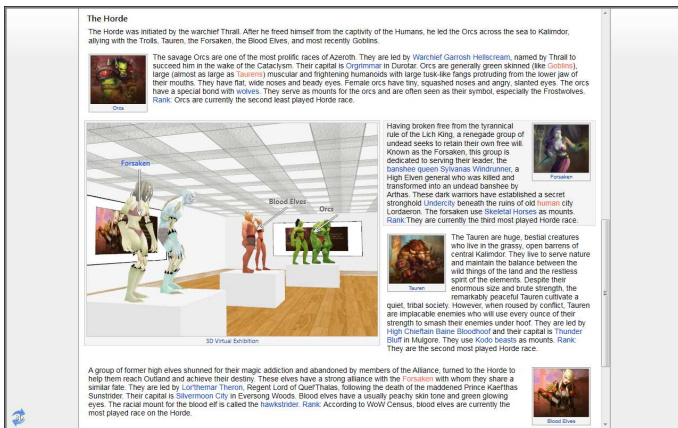 The Horde
The Horde was initiated by the warchief Thrall. After he freed himself from the captivity of the Humans, he led the Orcs across the sea to Kalimdor,
allying with the Trolls, Tauren, the Forsaken, the Blood Elves, and most recently Goblins.
The savage Orcs are one of the most prolific races of Azeroth. They are led by Warchief Garrosh Hellscream, named by Thrall to
succeed him in the wake of the Cataclysm. Their capital is Orgrimmar in Durotar. Orcs are generally green skinned (like Goblins),
large (almost as large as Taurens) muscular and frightening humanoids with large tusk-like fangs protruding from the lower jaw of
their mouths. They have flat, wide noses and beady eyes. Female orcs have tiny, squashed noses and angry, slanted eyes. The orcs
have a special bond with wolves. They serve as mounts for the orcs and are often seen as their symbol, especially the Frostwolves.
Rank: Orcs are currently the second least played Horde race.
Orcs
Forsaken
Blood Elves
Orcs
3D Virtual Exhibition
Having broken free from the tyrannical
rule of the Lich King, a renegade group of
undead seeks to retain their own free will.
Known as the Forsaken, this group is
dedicated to serving their leader, the
banshee queen Sylvanas Windrunner, a
High Elven general who was killed and
transformed into an undead banshee by
Arthas. These dark warriors have established a secret
stronghold Undercity beneath the ruins of old human city
Lordaeron. The forsaken use Skeletal Horses as mounts.
Rank:They are currently the third most played Horde race.
Forsaken
The Tauren are huge, bestial creatures
who live in the grassy, open barrens of
central Kalimdor. They live to serve nature
and maintain the balance between the
wild things of the land and the restless
spirit of the elements. Despite their
enormous size and brute strength, the
remarkably peaceful Tauren cultivate a
quiet, tribal society. However, when roused by conflict, Tauren
are implacable enemies who will use every ounce of their
strength to smash their enemies under hoof. They are led by
High Chieftain Baine Bloodhoof and their capital is Thunder
Bluff in Mulgore. They use Kodo beasts as mounts. Rank:
They are the second most played Horde race.
Tauren
A group of former high elves shunned for their magic addiction and abandoned by members of the Alliance, turned to the Horde to
help them reach Outland and achieve their destiny. These elves have a strong alliance with the Forsaken with whom they share a
similar fate. They are led by Lor'themar Theron, Regent Lord of Quel'Thalas, following the death of the maddened Prince Kael'thas
Sunstrider. Their capital is Silvermoon City in Eversong Woods. Blood elves have a usually peachy skin tone and green glowing
eyes. The racial mount for the blood elf is called the hawkstrider. Rank: According to WoW Census, blood elves are currently the
most played race on the Horde.
Blood Elves